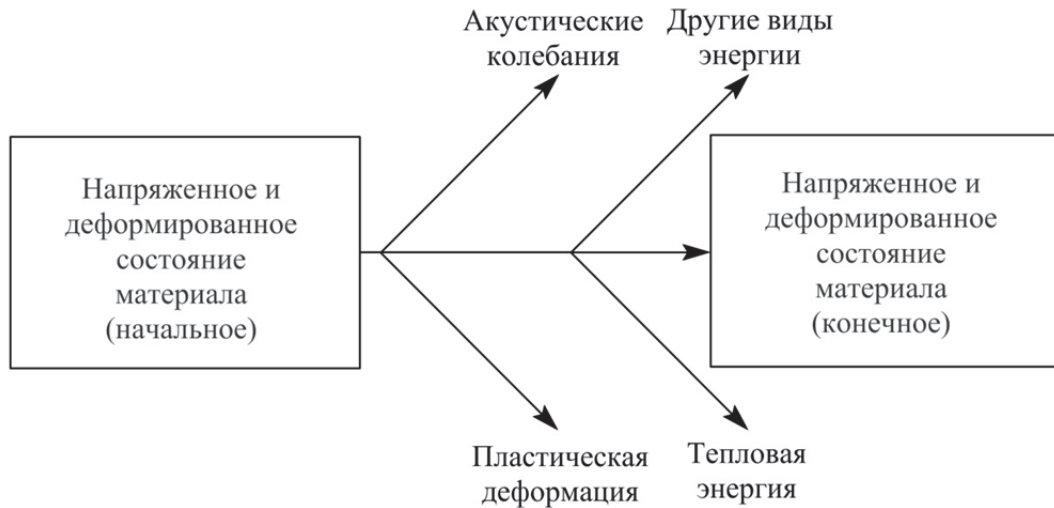 Акустические
колебания
Другие виды
энергии
Напряженное и
деформированное
состояние
материала
(начальное)
Напряженное и
деформированное
состояние
материала
(конечное)
Пластическая
деформация
Тепловая
энергия